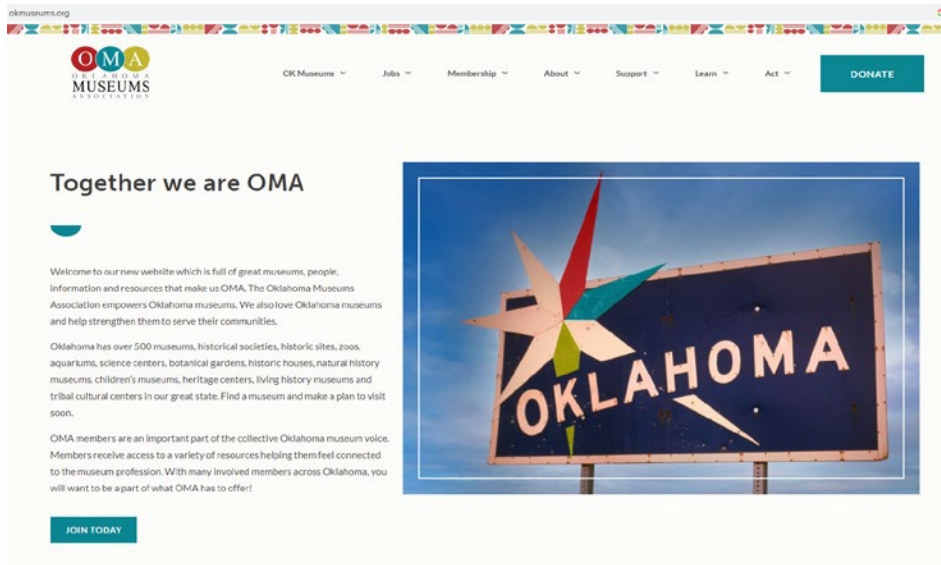 okmuseums.org
OMA
OKLAHOMA
MUSEUMS
ASSOCIATION
OK Museums
Jobs
Membership
About
Support
Learn
Act
DONATE
Together we are OMA
Welcome to our new website which is full of great museums, people,
information and resources that make us OMA. The Oklahoma Museums
Association empowers Oklahoma museums. We also love Oklahoma museums
and help strengthen them to serve their communities.
Oklahoma has over 500 museums, historical societies, historic sites, zoos,
aquariums, science centers, botanical gardens, historic houses, natural history
museums, children's museums, heritage centers, living history museums and
tribal cultural centers in our great state. Find a museum and make a plan to visit
soon.
OMA members are an important part of the collective Oklahoma museum voice.
Members receive access to a variety of resources helping them feel connected
to the museum profession. With many involved members across Oklahoma, you
will want to be a part of what OMA has to offer!
JOIN TODAY
OKLAHOMA